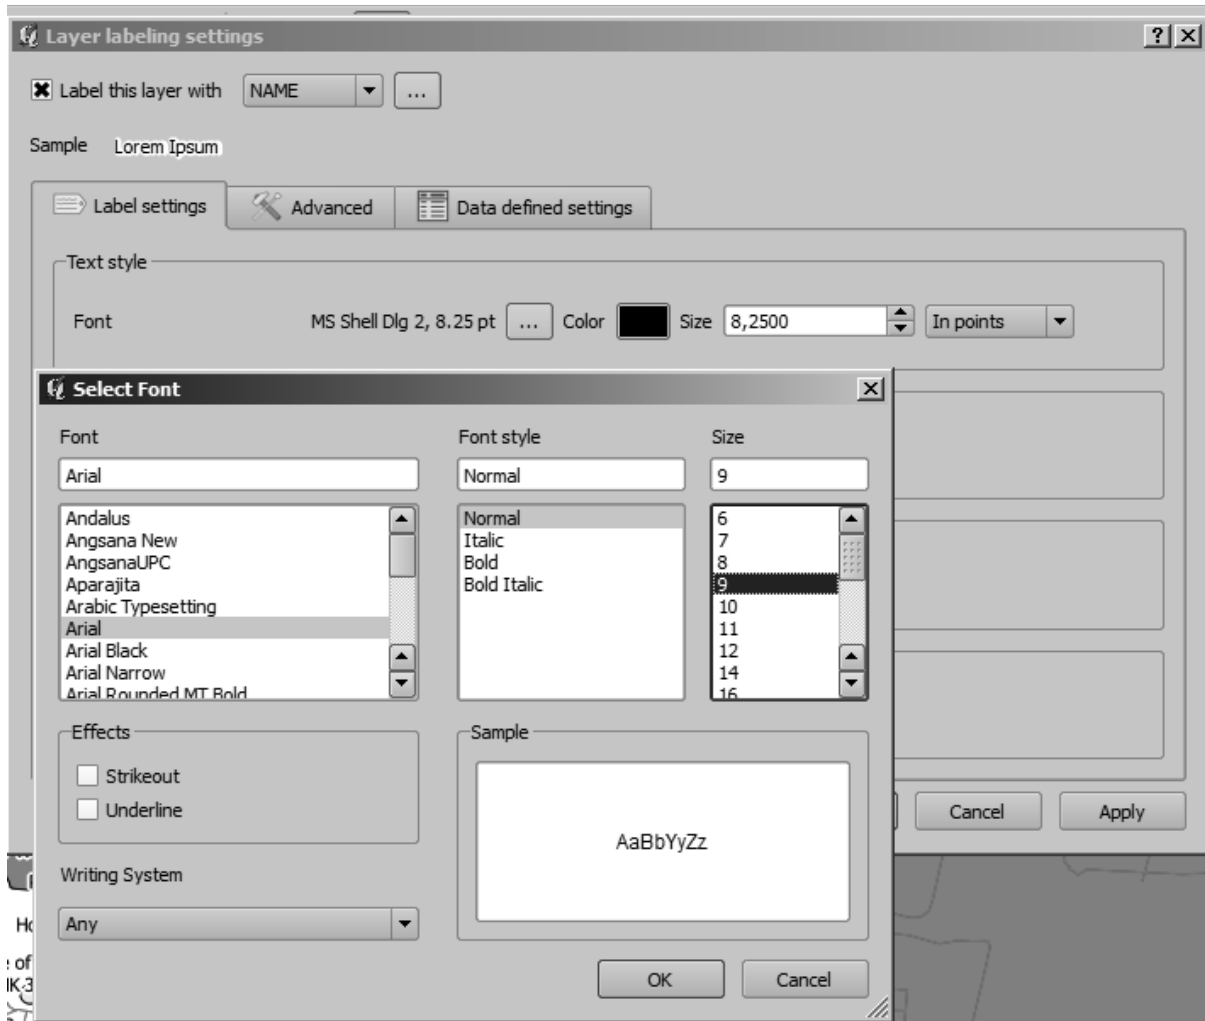 Layer labeling settings
Label this layer with NAME ...
Sample Lorem Ipsum
Label settings Advanced Data defined settings
Text style
Font MS Shell Dlg 2, 8.25 pt ... Color Size 8,2500 In points
Select Font
Font Font style Size
Arial Normal 9
Andalus Normal 6
Angsana New Italic 7
AngsanaUPC Bold 8
Aparajita Bold Italic 9
Arabic Typesetting 10
Arial 11
Arial Black 12
Arial Narrow 14
Arial Rounded MT Bold 16
Effects Sample
Strikeout
Underline
Cancel Apply
AaBbYyZz
Writing System
Any
Ho
: of
OK Cancel